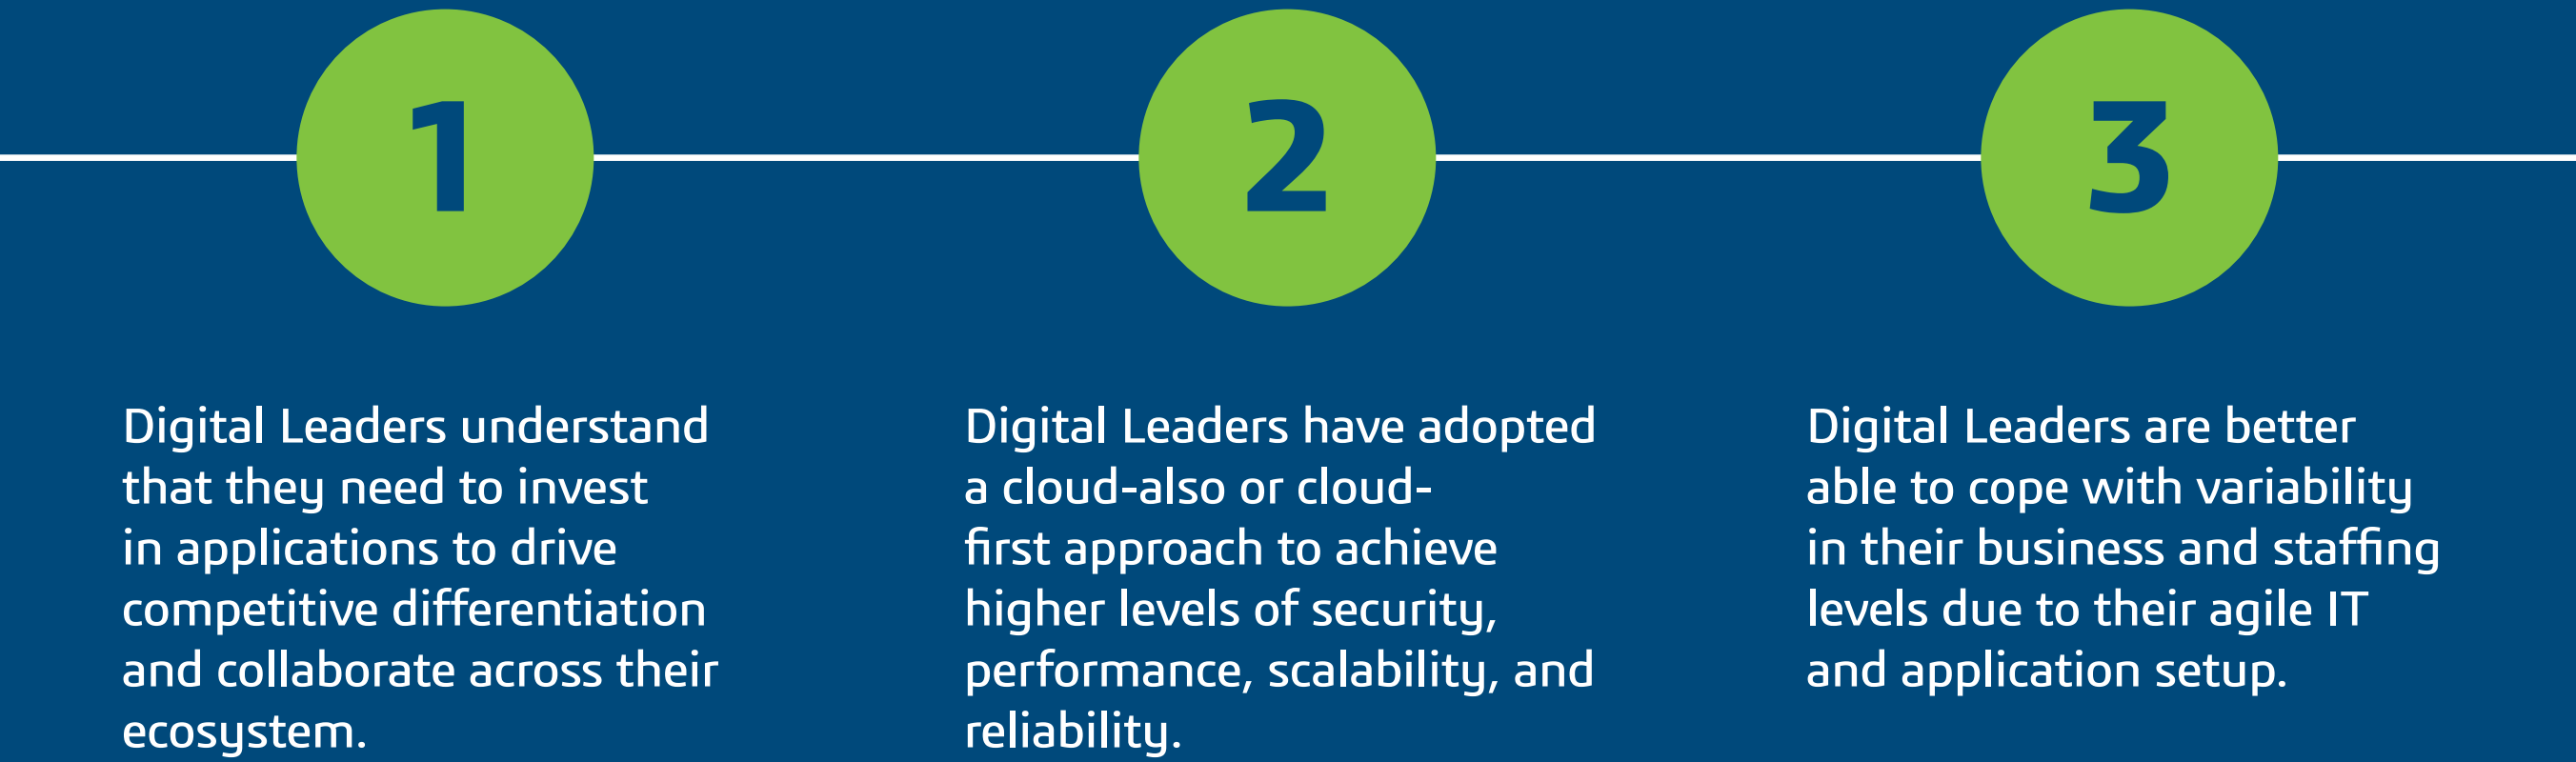 1
Digital Leaders understand
that they need to invest
in applications to drive
competitive differentiation
and collaborate across their
ecosystem.
2
Digital Leaders have adopted
a cloud-also or cloud-
first approach to achieve
higher levels of security,
performance, scalability, and
reliability.
3
Digital Leaders are better
able to cope with variability
in their business and staffing
levels due to their agile IT
and application setup.